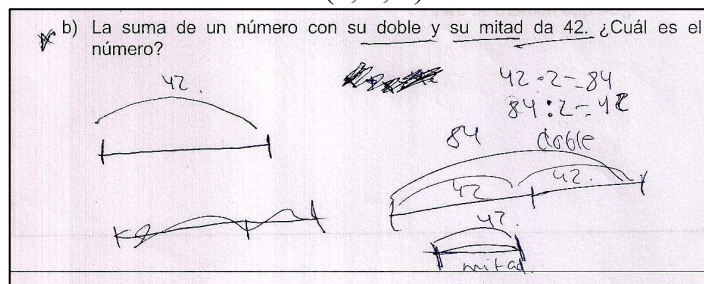 b) La suma de un número con su doble y su mitad da 42. ¿Cuál es el
número?
42.
42·2=84
84:2=42
84 doble
42 42.
42.
mitad.